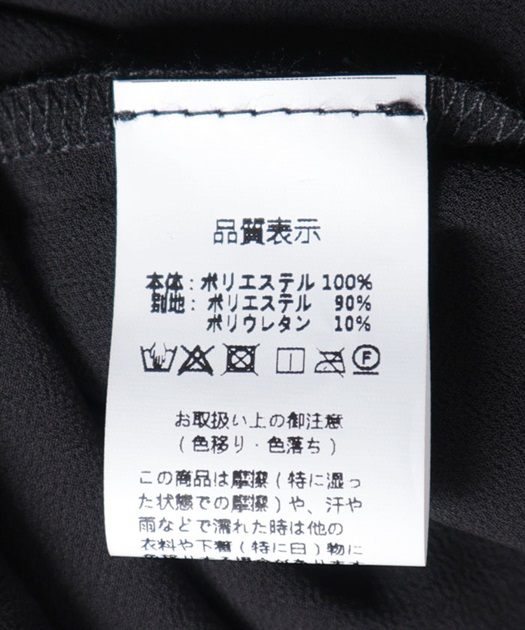 品質表示
本体：ポリエステル 100%
別地：ポリエステル 90%
ポリウレタン 10%
F
お取扱い上の御注意
(色移り・色落ち)
この商品は摩擦(特に湿っ
た状態での摩擦)や、汗や
雨などで濡れた時は他の
衣料や下着(特に白)物に